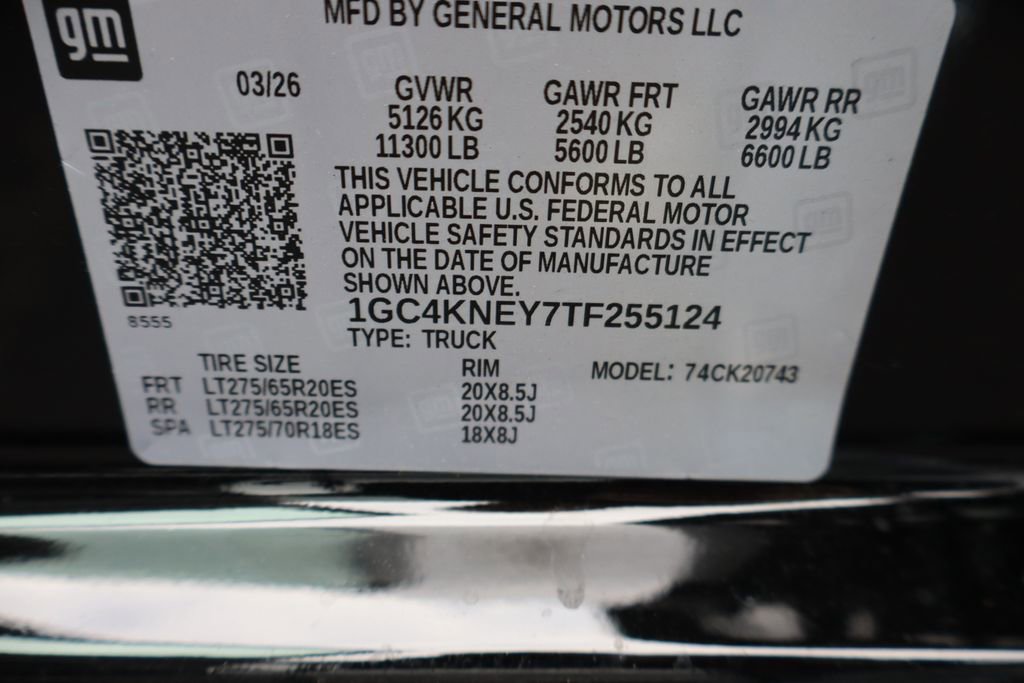 gm
MFD BY GENERAL MOTORS LLC
03/26
GVWR GAWR FRT GAWR RR
5126 KG 2540 KG 2994 KG
11300 LB 5600 LB 6600 LB
THIS VEHICLE CONFORMS TO ALL
APPLICABLE U.S. FEDERAL MOTOR
VEHICLE SAFETY STANDARDS IN EFFECT
ON THE DATE OF MANUFACTURE
SHOWN ABOVE.
8555
1GC4KNEY7TF255124
TYPE: TRUCK
TIRE SIZE RIM MODEL: 74CK20743
FRT LT275/65R20ES 20X8.5J
RR LT275/65R20ES 20X8.5J
SPA LT275/70R18ES 18X8J